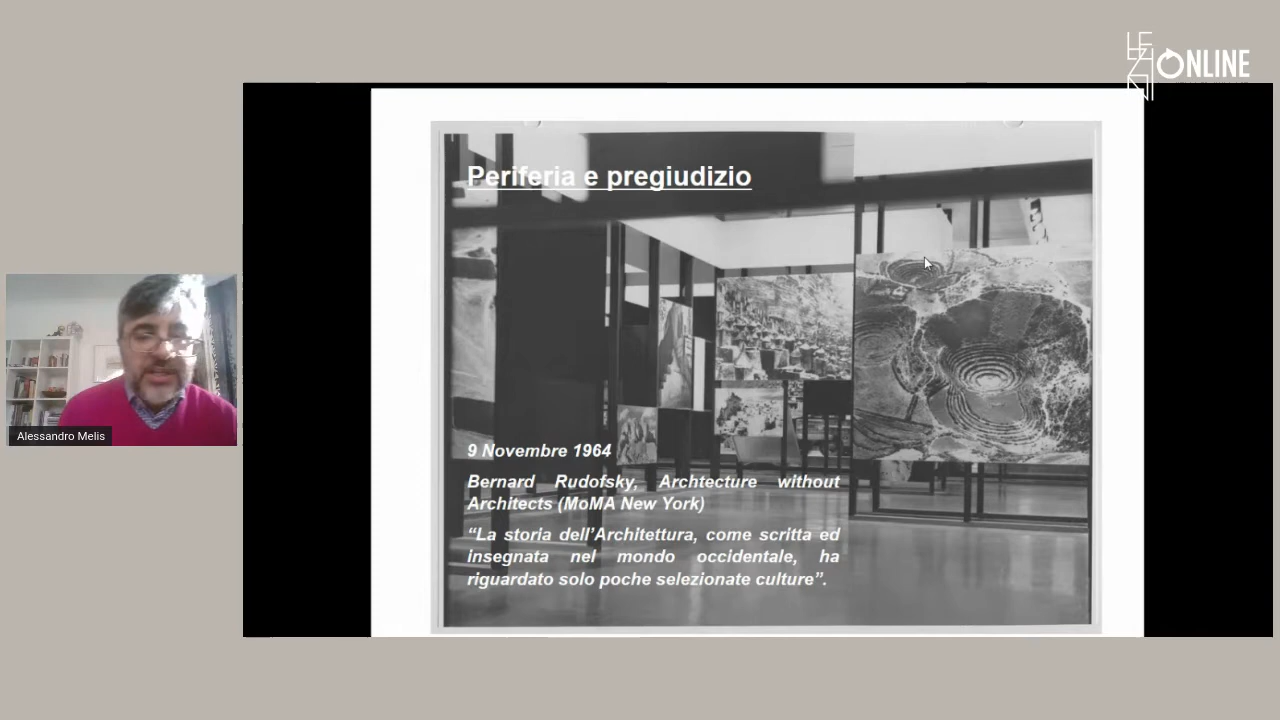 LEZIONI ONLINE
Periferia e pregiudizio
9 Novembre 1964
Bernard Rudofsky, Archtecture without
Architects (MoMA New York)
“La storia dell’Architettura, come scritta ed
insegnata nel mondo occidentale, ha
riguardato solo poche selezionate culture”.
Alessandro Melis